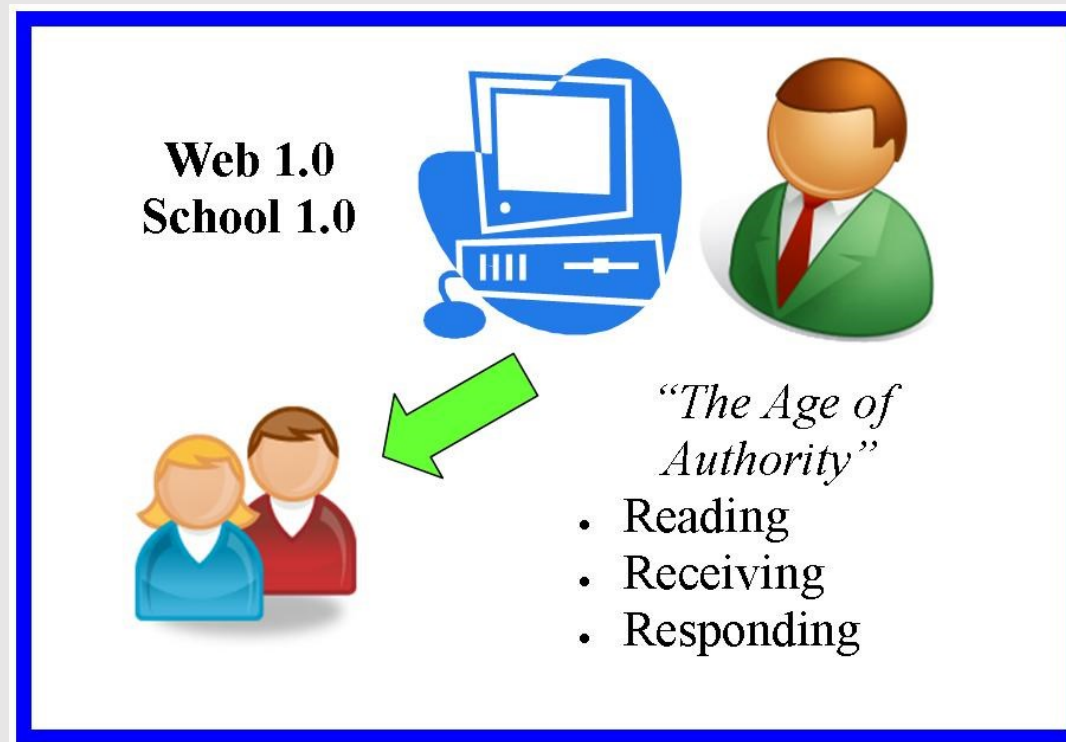 Web 1.0
School 1.0
“The Age of
Authority”
• Reading
• Receiving
• Responding